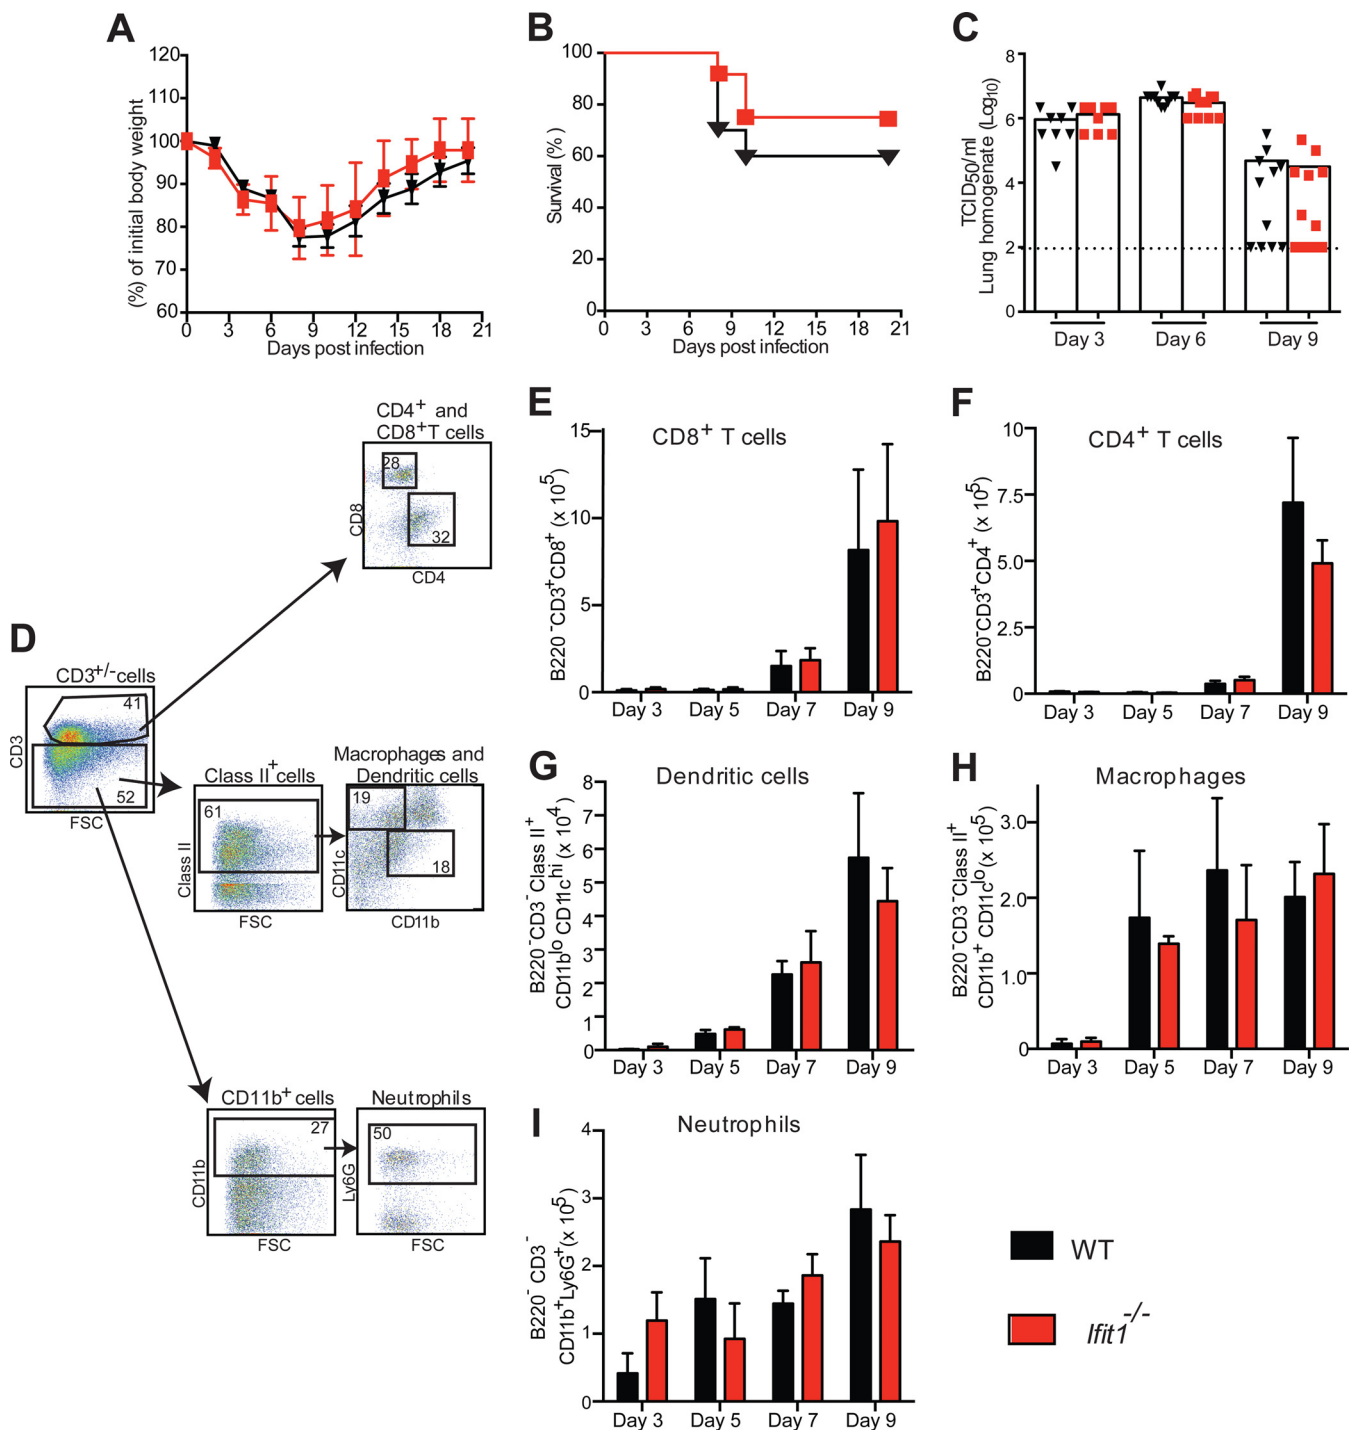 A
120
110
100
90
80
70
60
(%) of initial body weight
0 3 6 9 12 15 18 21
Days post infection
B
100
80
60
40
20
0
Survival (%)
0 3 6 9 12 15 18 21
Days post infection
C
8
6
4
2
0
TCID50/ml
Lung homogenate (Log10)
Day 3 Day 6 Day 9
D
CD3+/- cells
41
52
CD3
FSC
CD4+ and
CD8+T cells
28
32
CD8
CD4
Class II+ cells
61
Class II
FSC
Macrophages and
Dendritic cells
19
18
CD11c
CD11b
CD11b+ cells
27
CD11b
FSC
Neutrophils
50
Ly6G
FSC
E
CD8+ T cells
15
10
5
0
B220-CD3+CD8+ (x 10^5)
Day 3 Day 5 Day 7 Day 9
F
CD4+ T cells
10
7.5
5.0
2.5
0
B220-CD3+CD4+ (x 10^5)
Day 3 Day 5 Day 7 Day 9
G
Dendritic cells
8
7
6
5
4
3
2
1
0
B220-CD3-Class II+
CD11blo CD11chi (x 10^4)
Day 3 Day 5 Day 7 Day 9
H
Macrophages
3.0
2.0
1.0
0
B220-CD3-Class II+
CD11b+ CD11clo (x 10^5)
Day 3 Day 5 Day 7 Day 9
I
Neutrophils
4
3
2
1
0
B220- CD3-
CD11b+Ly6G+(x 10^5)
Day 3 Day 5 Day 7 Day 9
WT
Ifit1-/-